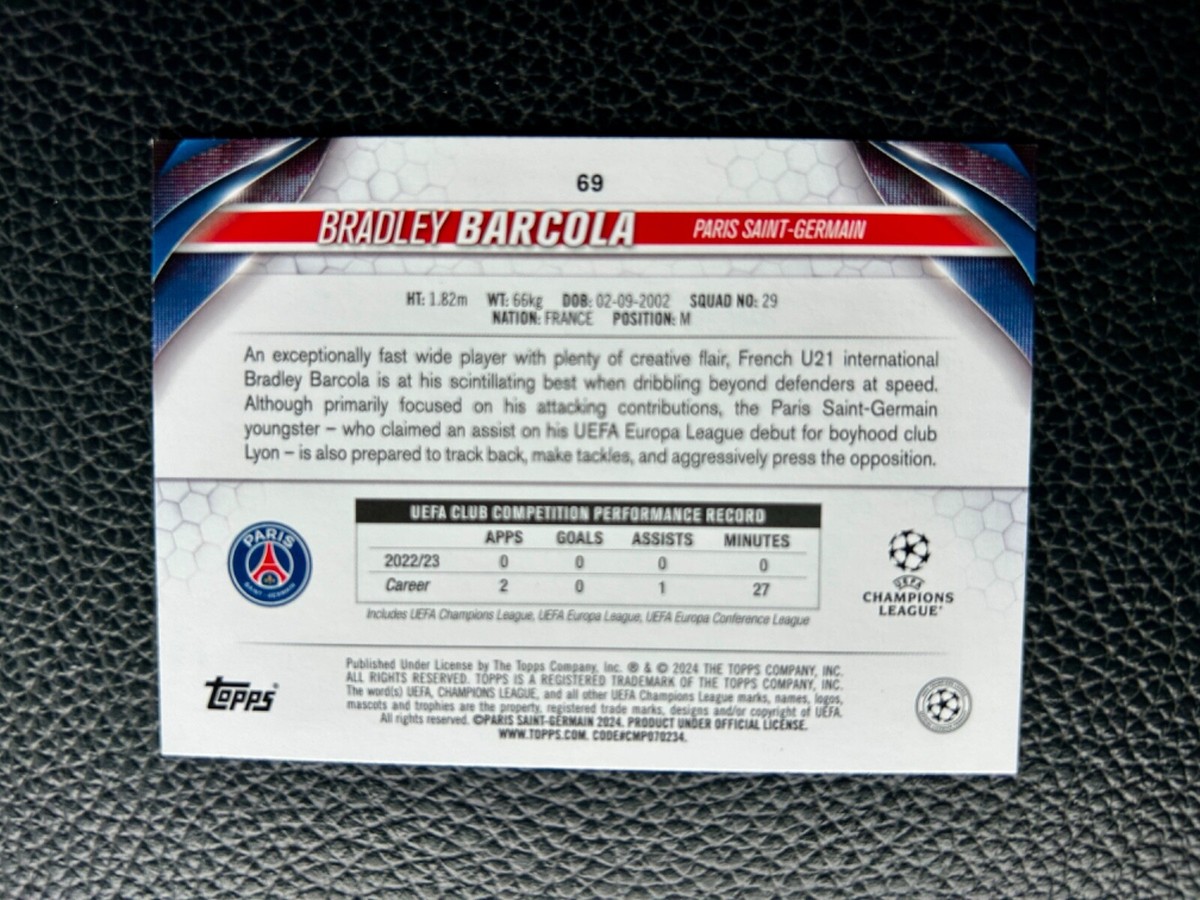 69
BRADLEY BARCOLA PARIS SAINT-GERMAIN
HT: 1.82m WT: 66kg DOB: 02-09-2002 SQUAD NO: 29
NATION: FRANCE POSITION: M
An exceptionally fast wide player with plenty of creative flair, French U21 international
Bradley Barcola is at his scintillating best when dribbling beyond defenders at speed.
Although primarily focused on his attacking contributions, the Paris Saint-Germain
youngster – who claimed an assist on his UEFA Europa League debut for boyhood club
Lyon – is also prepared to track back, make tackles, and aggressively press the opposition.
PARIS
SAINT-GERMAIN
UEFA CLUB COMPETITION PERFORMANCE RECORD
APPS GOALS ASSISTS MINUTES
2022/23 0 0 0 0
Career 2 0 1 27
Includes UEFA Champions League, UEFA Europa League, UEFA Europa Conference League
UEFA
CHAMPIONS
LEAGUE
topps
Published Under License by The Topps Company, Inc. ® & © 2024 THE TOPPS COMPANY, INC.
ALL RIGHTS RESERVED. TOPPS IS A REGISTERED TRADEMARK OF THE TOPPS COMPANY, INC.
The word(s) UEFA, CHAMPIONS LEAGUE, and all other UEFA Champions League marks, names, logos,
mascots and trophies are the property, registered trade marks, designs and/or copyright of UEFA.
All rights reserved. ©PARIS SAINT-GERMAIN 2024. PRODUCT UNDER OFFICIAL LICENSE.
WWW.TOPPS.COM. CODE#CMP070234.